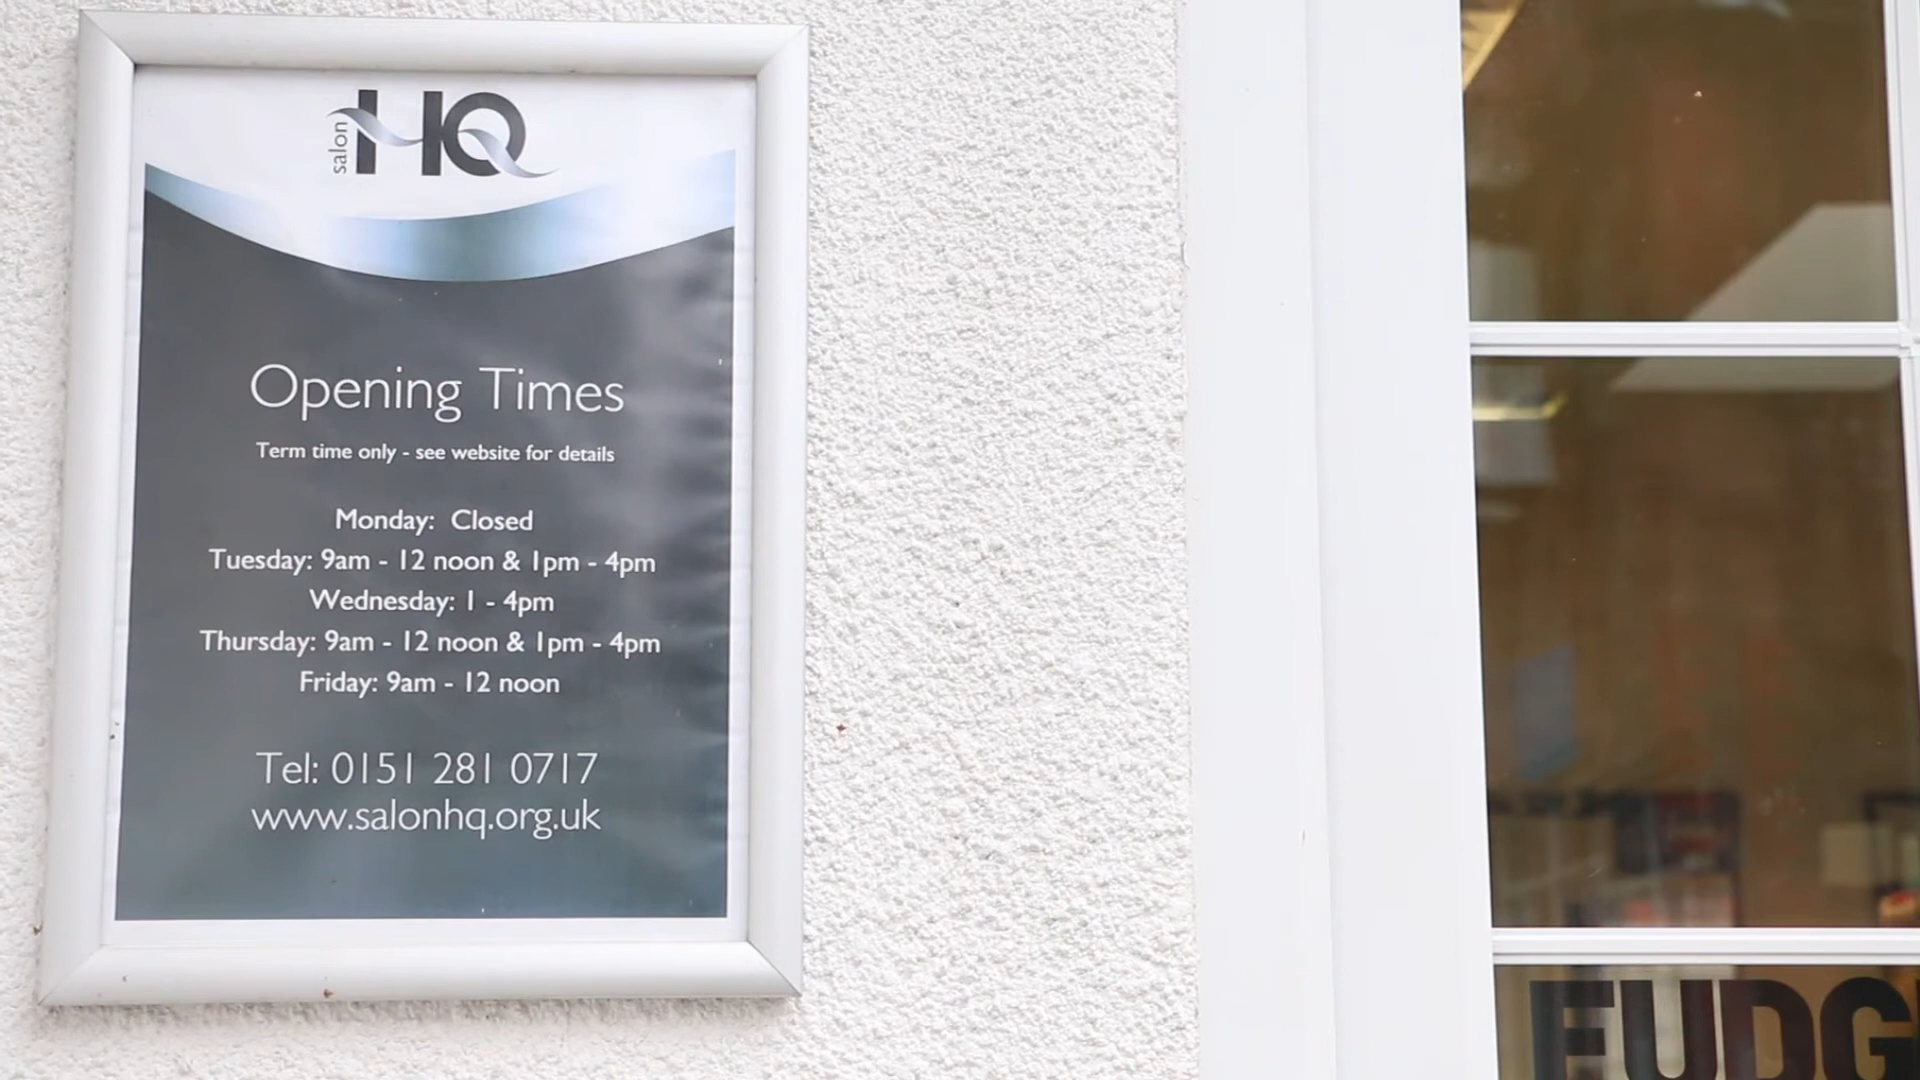 salon HQ
Opening Times
Term time only - see website for details
Monday: Closed
Tuesday: 9am - 12 noon & 1pm - 4pm
Wednesday: 1 - 4pm
Thursday: 9am - 12 noon & 1pm - 4pm
Friday: 9am - 12 noon
Tel: 0151 281 0717
www.salonhq.org.uk
FUDG